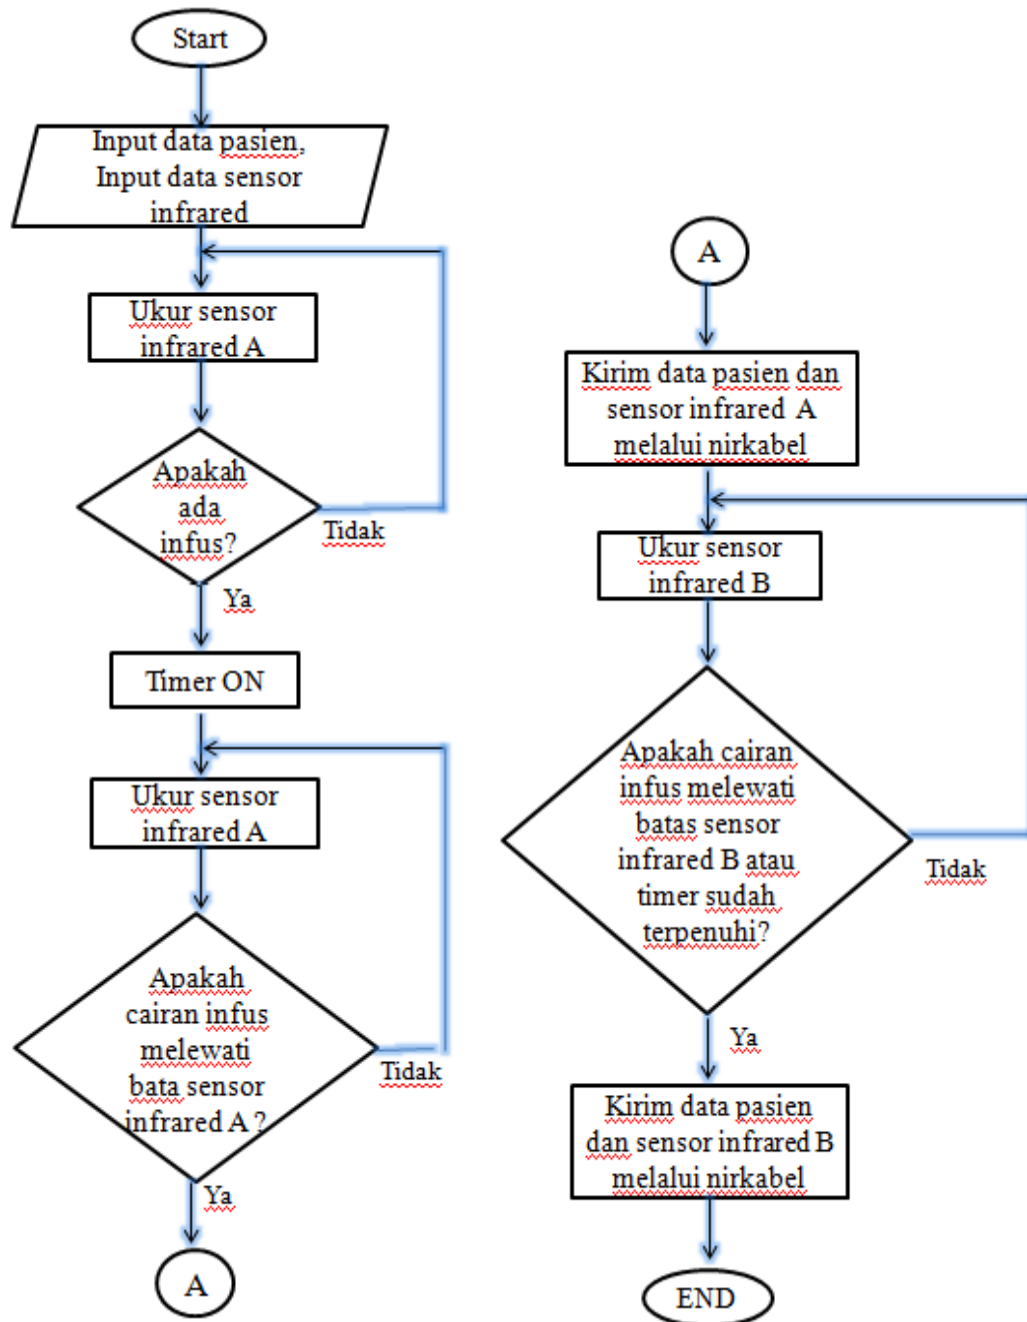 Start
Input data pasien,
Input data sensor
infrared
Ukur sensor
infrared A
Apakah
ada
infus?
Tidak
Ya
Timer ON
Ukur sensor
infrared A
Apakah
cairan infus
melewati
bata sensor
infrared A ?
Tidak
Ya
A
A
Kirim data pasien dan
sensor infrared A
melalui nirkabel
Ukur sensor
infrared B
Apakah cairan
infus melewati
batas sensor
infrared B atau
timer sudah
terpenuhi?
Tidak
Ya
Kirim data pasien
dan sensor infrared B
melalui nirkabel
END